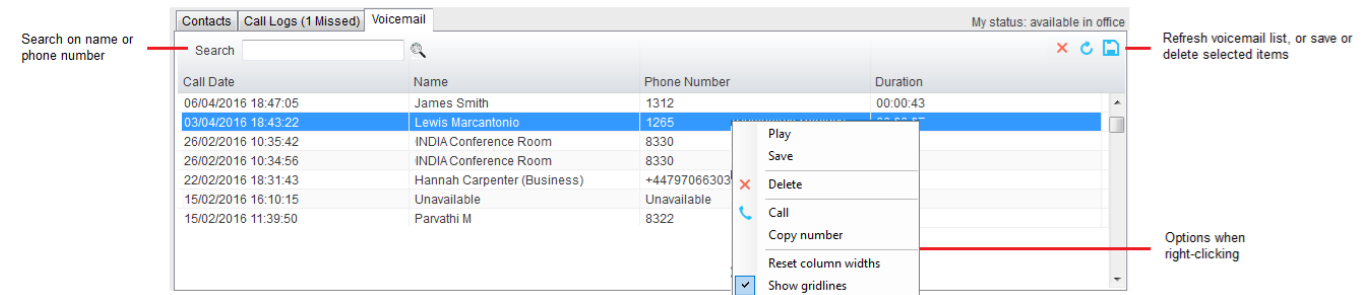 Contacts Call Logs (1 Missed) Voicemail My status: available in office
Search on name or
phone number
Search
Refresh voicemail list, or save or
delete selected items
Call Date Name Phone Number Duration
06/04/2016 18:47:05 James Smith 1312 00:00:43
03/04/2016 18:43:22 Lewis Marcantonio 1265
26/02/2016 10:35:42 INDIA Conference Room 8330
26/02/2016 10:34:56 INDIA Conference Room 8330
22/02/2016 18:31:43 Hannah Carpenter (Business) +44797066303
15/02/2016 16:10:15 Unavailable Unavailable
15/02/2016 11:39:50 Parvathi M 8322
Play
Save
Delete
Call
Copy number
Reset column widths
Show gridlines
Options when
right-clicking